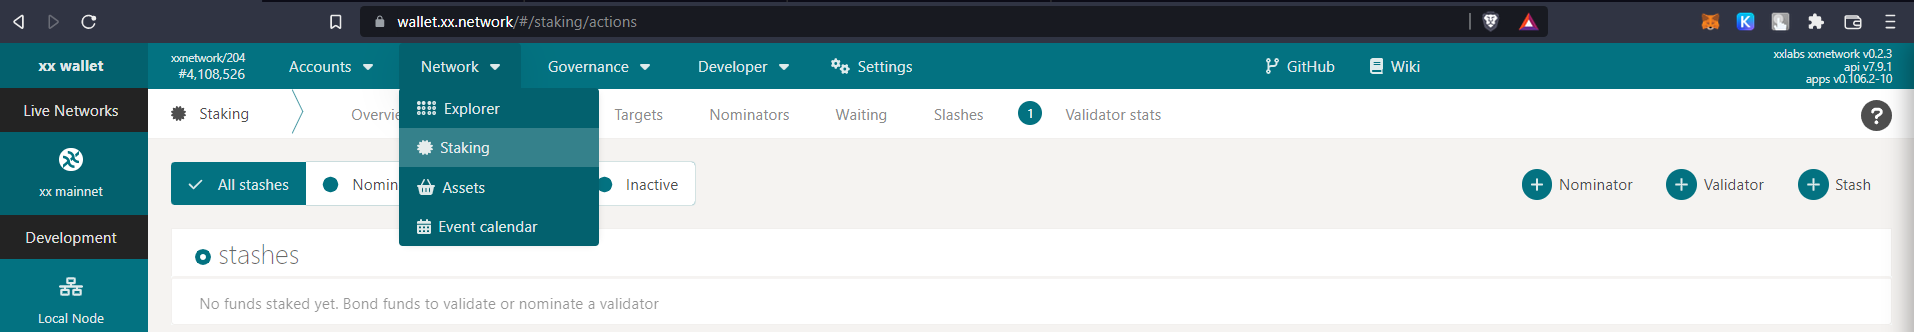 wallet.xx.network/#/staking/actions
xx wallet
xxnetwork/204
#4,108,526
Accounts
Network
Governance
Developer
Settings
GitHub
Wiki
xxlabs xxnetwork v0.2.3
api v7.9.1
apps v0.106.2-10
Live Networks
Staking
Overvie
Explorer
Targets
Nominators
Waiting
Slashes
1
Validator stats
?
Staking
xx mainnet
All stashes
Nomin
Assets
Inactive
Nominator
Validator
Stash
Event calendar
Development
stashes
No funds staked yet. Bond funds to validate or nominate a validator
Local Node